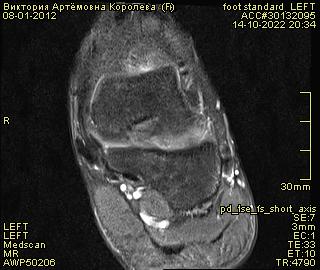 Виктория Артёмовна Королева (F)
08-01-2012
foot standard LEFT
ACC#30132095
14-10-2022 20:34
R
30mm
pd_fse_fs_short_axis
SE:7
3mm
EC:1
TE:33
ET:10
TR:4790
LEFT
LEFT
Medscan
MR
AWP50206